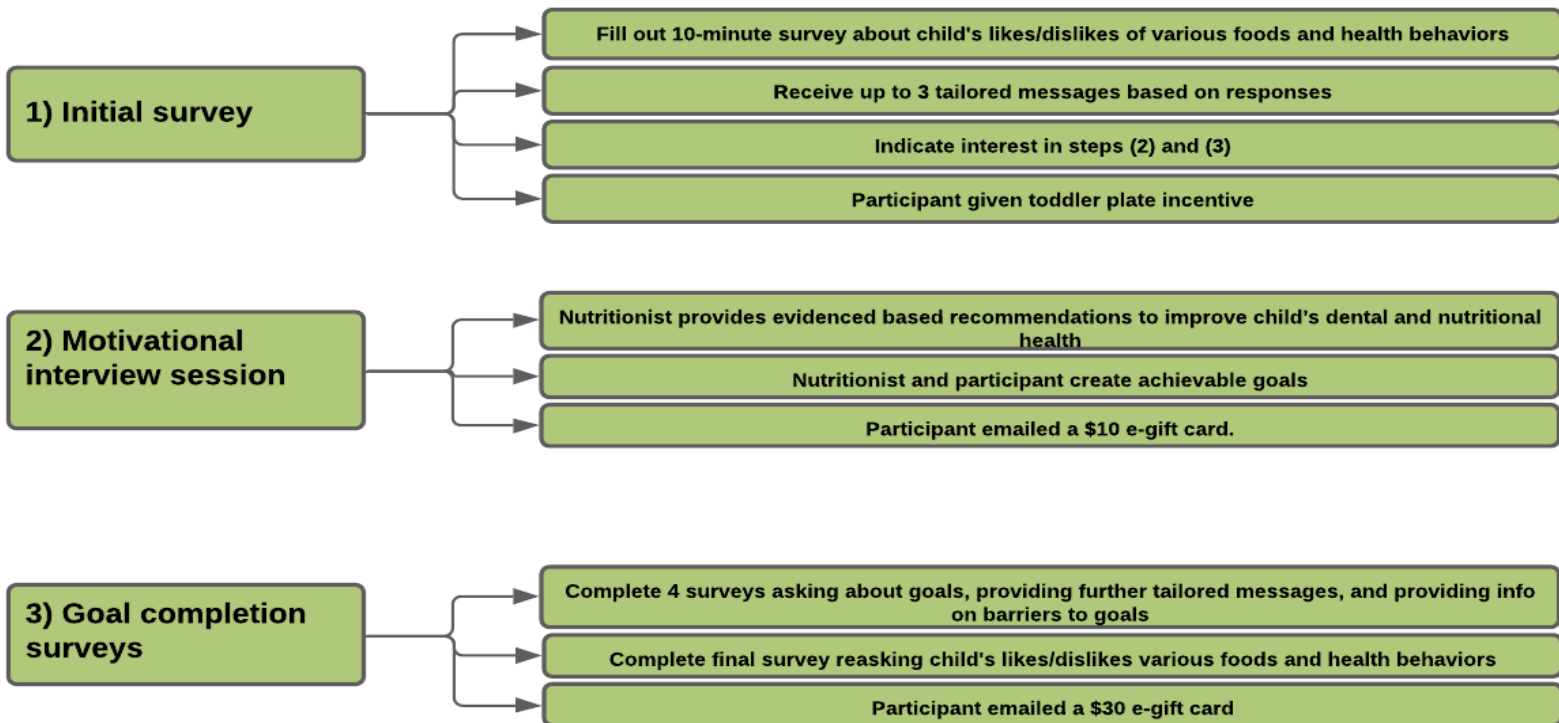 1) Initial survey
Fill out 10-minute survey about child's likes/dislikes of various foods and health behaviors
Receive up to 3 tailored messages based on responses
Indicate interest in steps (2) and (3)
Participant given toddler plate incentive
2) Motivational
interview session
Nutritionist provides evidenced based recommendations to improve child's dental and nutritional
health
Nutritionist and participant create achievable goals
Participant emailed a $10 e-gift card.
3) Goal completion
surveys
Complete 4 surveys asking about goals, providing further tailored messages, and providing info
on barriers to goals
Complete final survey reasking child's likes/dislikes various foods and health behaviors
Participant emailed a $30 e-gift card